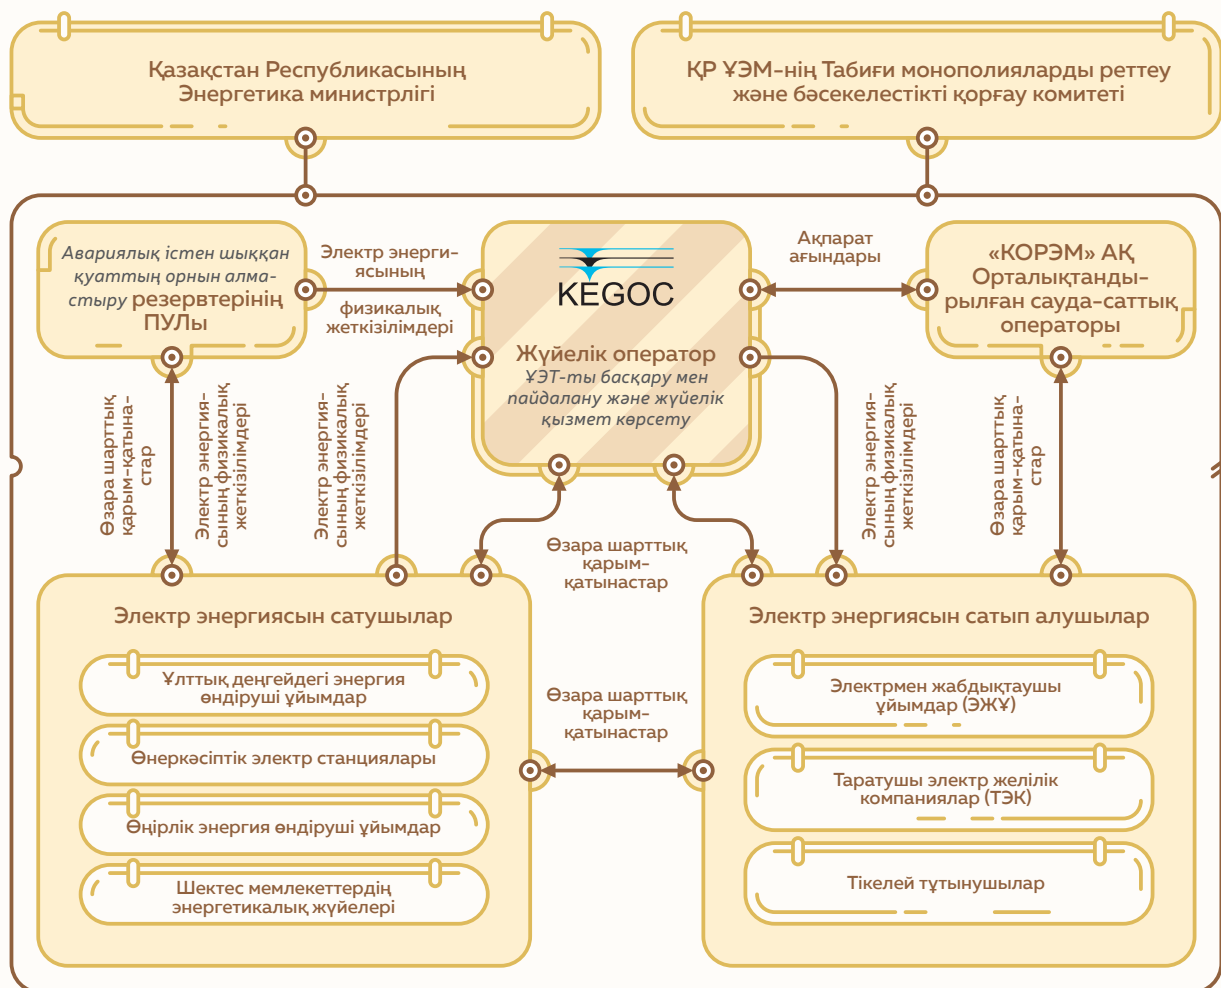 Қазақстан Республикасының
Энергетика министрлігі
ҚР ҰЭМ-нің Табиғи монополияларды реттеу
және бәсекелестікті қорғау комитеті
Авариялық істен шыққан
қуаттың орнын алма-
стыру резервтерінің
ПУЛы
Электр энерги-
ясының
физикалық
жеткізілімдері
KEGOC
Жүйелік оператор
ҰЭТ-ты басқару мен
пайдалану және жүйелік
қызмет көрсету
Ақпарат
ағындары
«КОРЭМ» АҚ
Орталықтанды-
рылған сауда-саттық
операторы
Өзара шарттық
қарым-қатына-
стар
Электр энергия-
сының физикалық
жеткізілімдері
Электр энергия-
сының физикалық
жеткізілімдері
Өзара шарттық
қарым-
қатынастар
Электр энергия-
сының физикалық
жеткізілімдері
Өзара шарттық
қарым-қатына-
стар
Электр энергиясын сатушылар
Ұлттық деңгейдегі энергия
өндіруші ұйымдар
Өнеркәсіптік электр станциялары
Өңірлік энергия өндіруші ұйымдар
Шектес мемлекеттердің
энергетикалық жүйелері
Өзара шарттық
қарым-
қатынастар
Электр энергиясын сатып алушылар
Электрмен жабдықтаушы
ұйымдар (ЭЖҰ)
Таратушы электр желілік
компаниялар (ТЭК)
Тікелей тұтынушылар